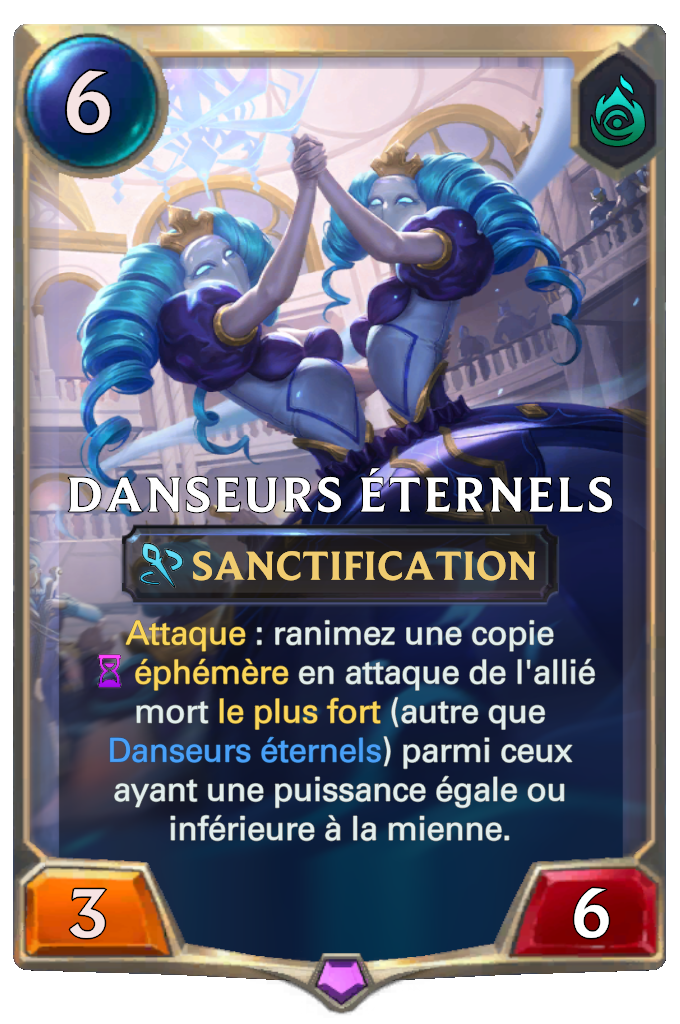 6
DANSEURS ÉTERNELS
SANCTIFICATION
Attaque : ranimez une copie
éphémère en attaque de l'allié
mort le plus fort (autre que
Danseurs éternels) parmi ceux
ayant une puissance égale ou
inférieure à la mienne.
3
6